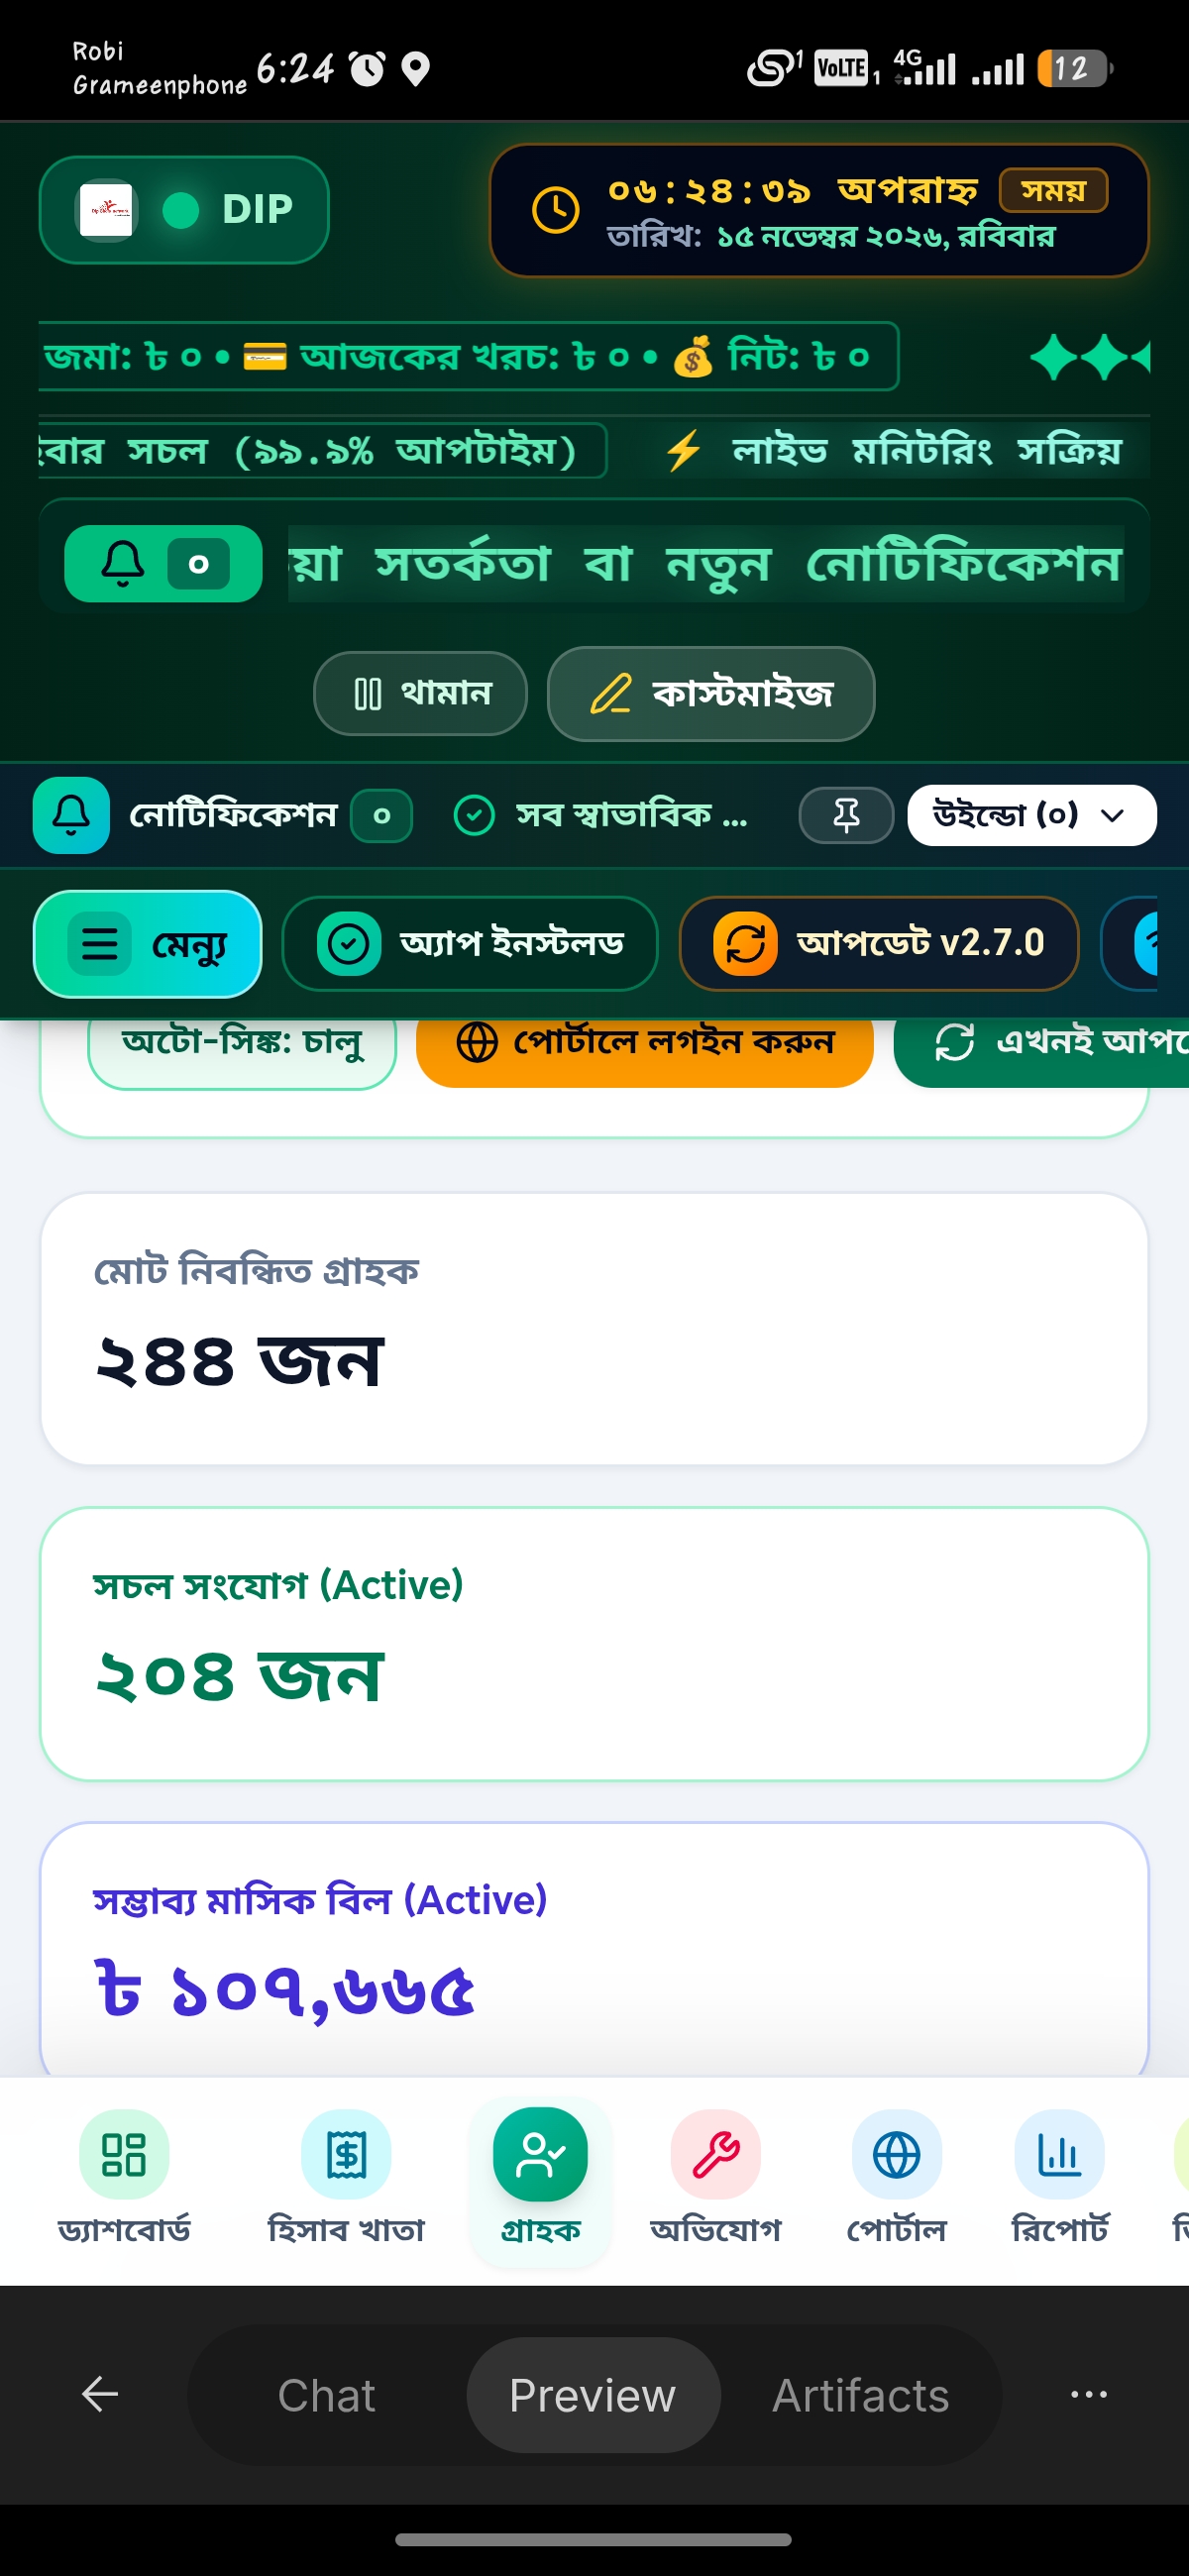 Robi
Grameenphone 6:24
VoLTE 1 4G 12
DIP
০৬:২৪:৩৯ অপরাহ্ন সময়
তারিখ: ১৫ নভেম্বর ২০২৬, রবিবার
জমা: ৳ ০ • 💳 আজকের খরচ: ৳ ০ • 💰 নিট: ৳ ০
সচল (৯৯.৯% আপটাইম) ⚡ লাইভ মনিটরিং সক্রিয়
০ সতর্কতা বা নতুন নোটিফিকেশন
থামান কাস্টমাইজ
নোটিফিকেশন ০ সব স্বাভাবিক ... উইন্ডো (০)
মেন্যু অ্যাপ ইনস্টলড আপডেট v2.7.0
অটো-সিঙ্ক: চালু পোর্টালে লগইন করুন এখনই
মোট নিবন্ধিত গ্রাহক
২৪৪ জন
সচল সংযোগ (Active)
২০৪ জন
সম্ভাব্য মাসিক বিল (Active)
৳ ১০৭,৬৬৫
ড্যাশবোর্ড হিসাব খাতা গ্রাহক অভিযোগ পোর্টাল রিপোর্ট
Chat Preview Artifacts